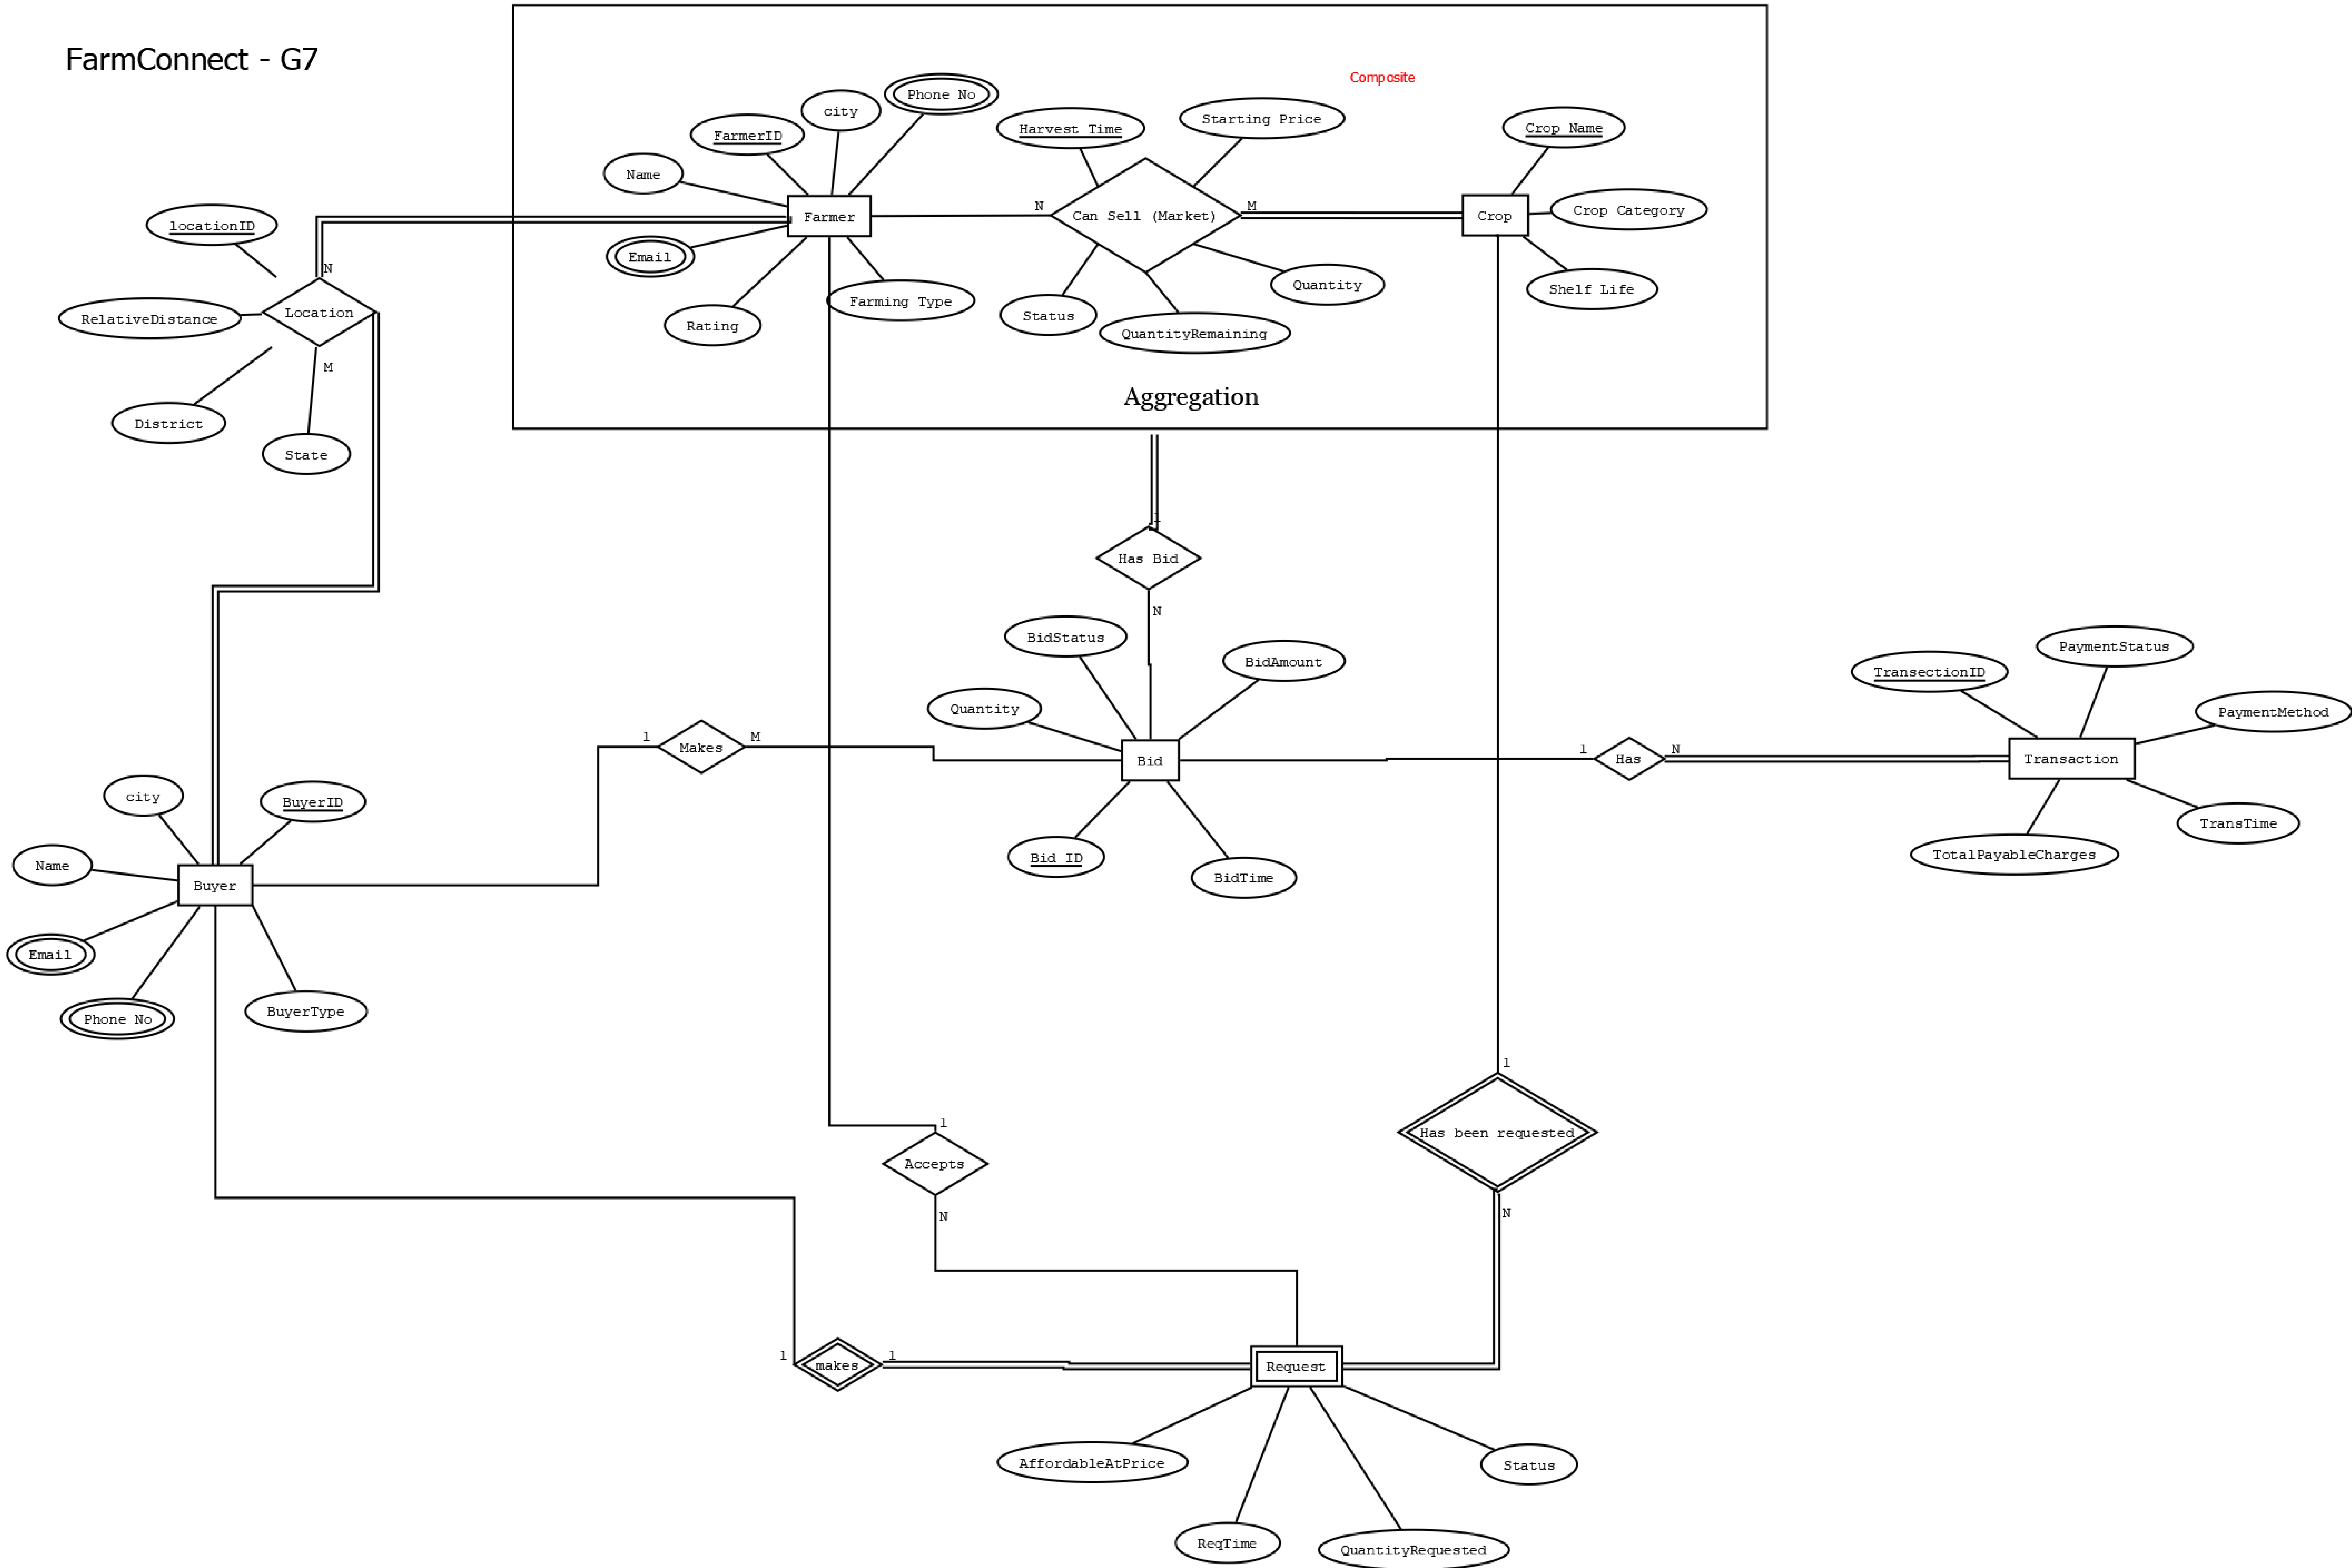 FarmConnect - G7
Composite
Phone No
city
FarmerID
Name
Farmer
Email
Rating
Farming Type
Harvest Time
Starting Price
N
Can Sell (Market)
M
Status
QuantityRemaining
Quantity
Crop Name
Crop
Crop Category
Shelf Life
Aggregation
locationID
N
RelativeDistance
Location
M
District
State
1
Has Bid
N
BidStatus
BidAmount
Quantity
Bid
Bid ID
BidTime
1
Makes
M
1
Has
N
TransectionID
PaymentStatus
PaymentMethod
Transaction
TransTime
TotalPayableCharges
city
BuyerID
Name
Buyer
Email
Phone No
BuyerType
1
Accepts
N
1
Has been requested
N
1
makes
1
Request
AffordableAtPrice
Status
ReqTime
QuantityRequested